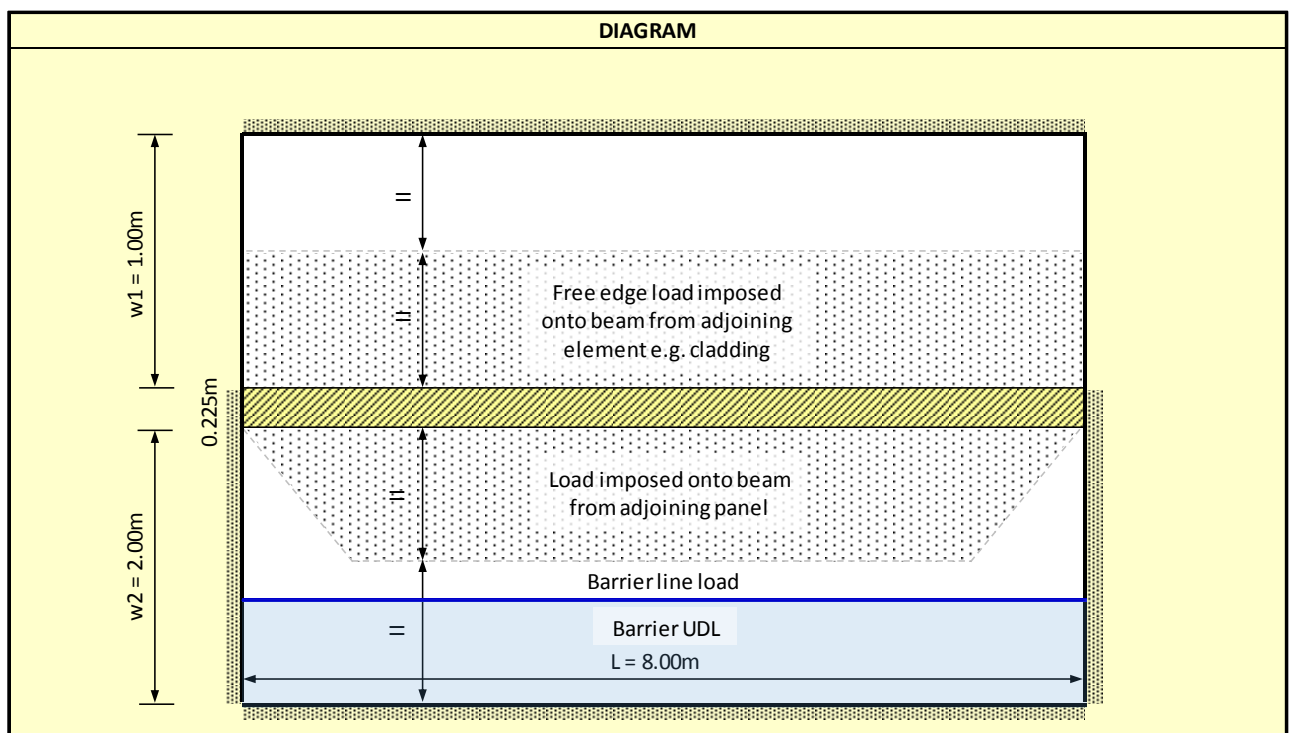 DIAGRAM
w1 = 1.00m
=
=
Free edge load imposed
onto beam from adjoining
element e.g. cladding
0.225m
w2 = 2.00m
=
Load imposed onto beam
from adjoining panel
Barrier line load
=
Barrier UDL
L = 8.00m